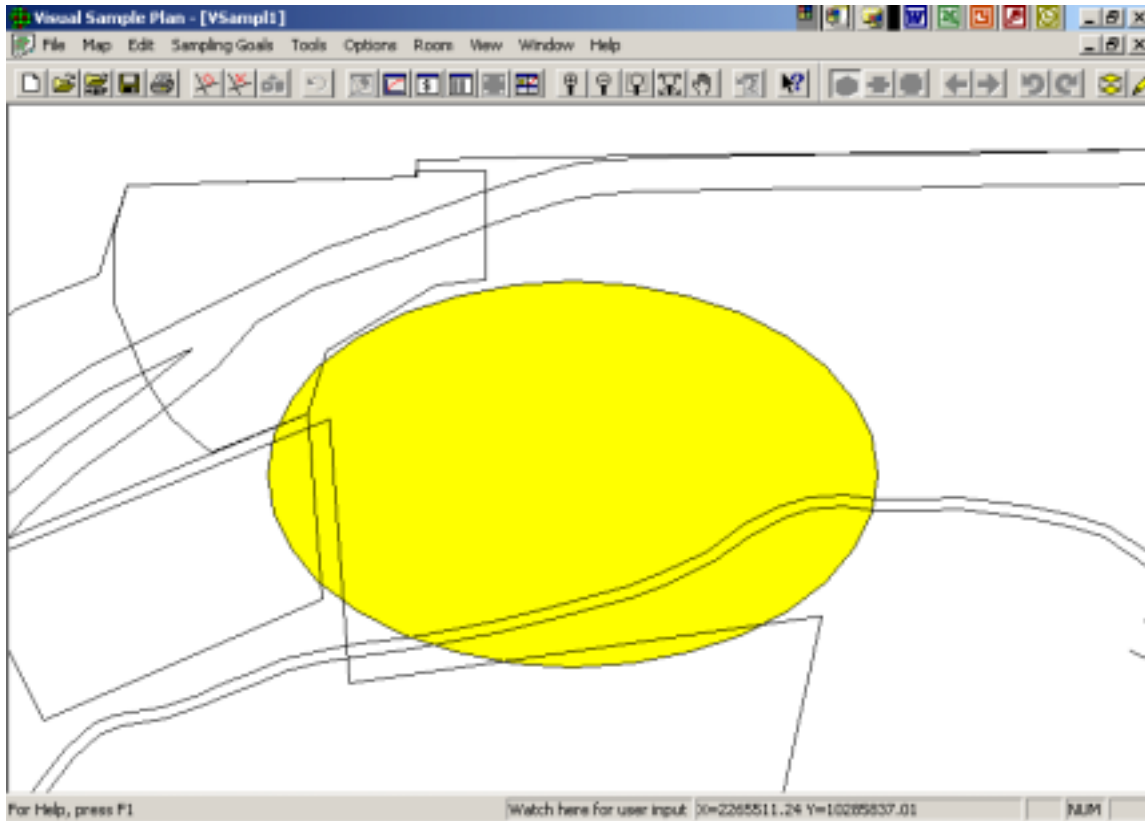 Visual Sample Plan - [VSampl1]
File Map Edit Sampling Goals Tools Options Room View Window Help
For Help, press F1 Watch here for user input X=2265511.24 Y=10285837.01 NUM